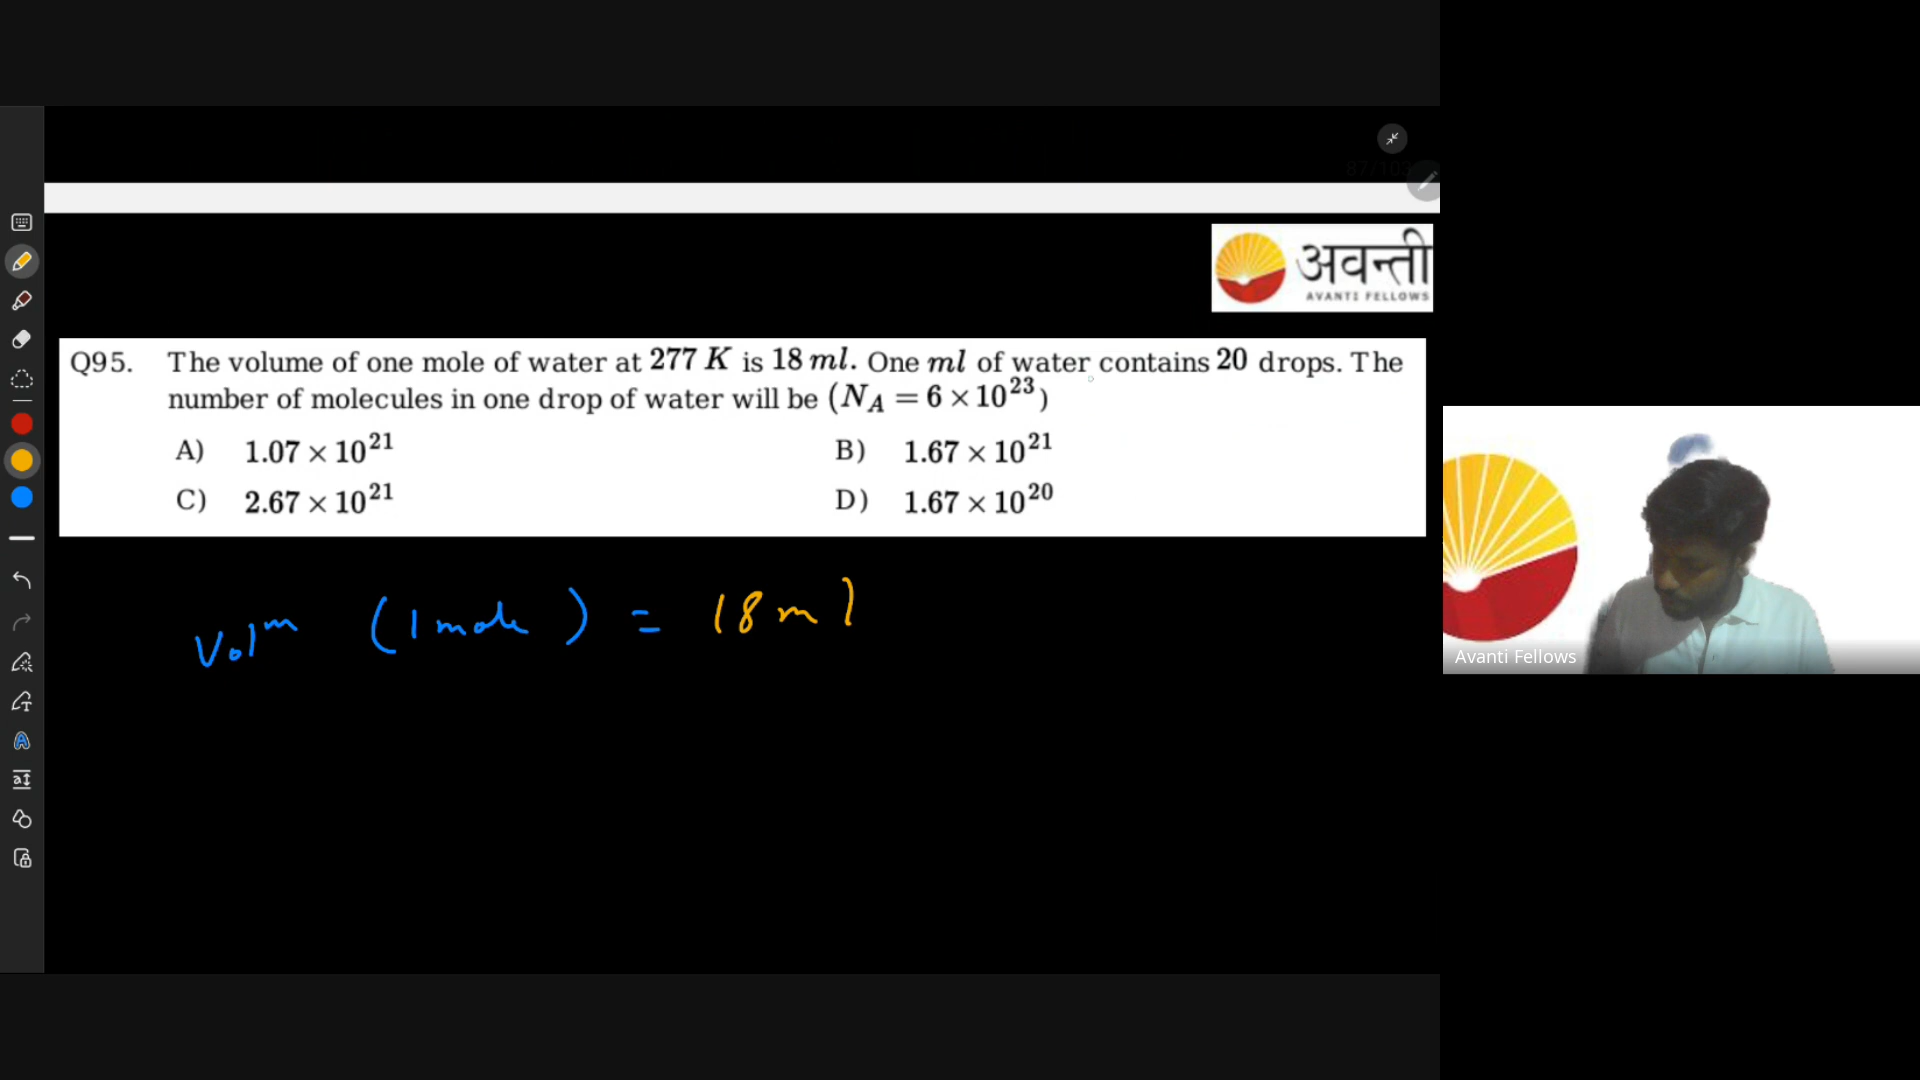 87/103
अवन्ती
AVANTI FELLOWS
Q95. The volume of one mole of water at 277 K is 18 ml. One ml of water contains 20 drops. The
number of molecules in one drop of water will be (N_A = 6 × 10^23)
A) 1.07 × 10^21 B) 1.67 × 10^21
C) 2.67 × 10^21 D) 1.67 × 10^20
Vol^m (1 mole) = 18 ml
Avanti Fellows